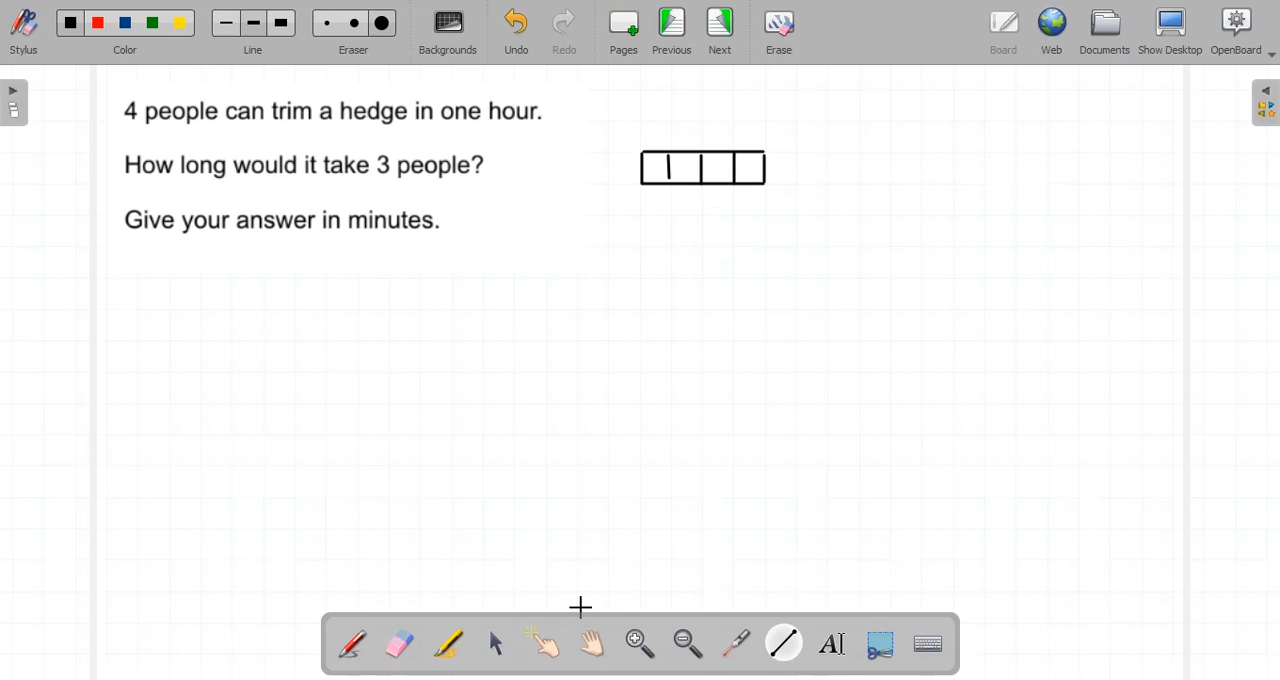 Stylus
Color
Line
Eraser
Backgrounds
Undo
Redo
Pages
Previous
Next
Erase
Board
Web
Documents
Show Desktop
OpenBoard
4 people can trim a hedge in one hour.
How long would it take 3 people?
Give your answer in minutes.
AI